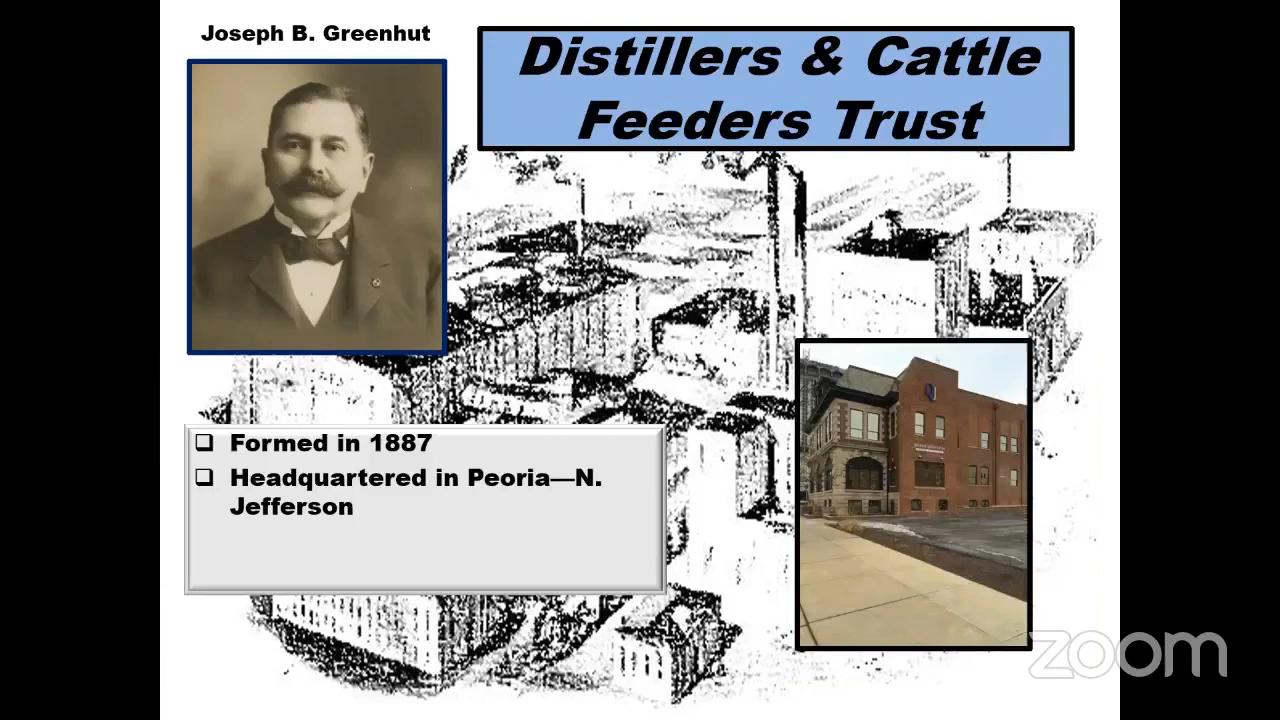 Joseph B. Greenhut
Distillers & Cattle
Feeders Trust
❑ Formed in 1887
❑ Headquartered in Peoria—N.
Jefferson
zoom